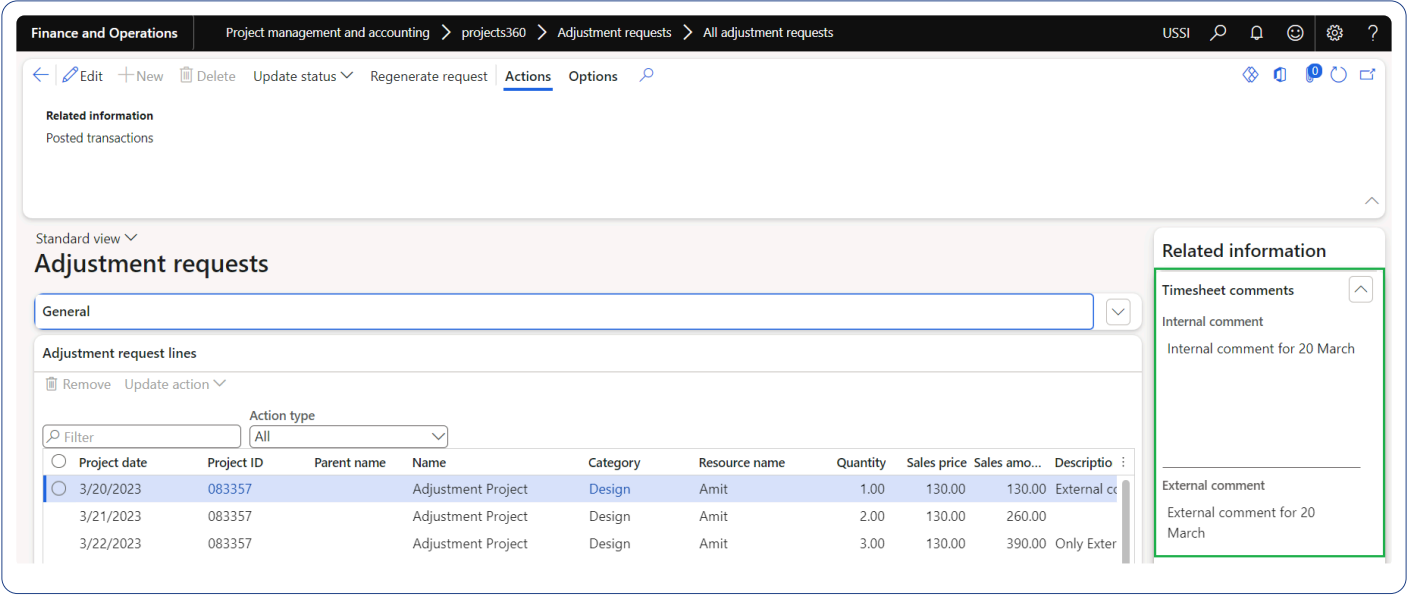 Finance and Operations Project management and accounting projects360 Adjustment requests All adjustment requests USSI ?
Edit New Delete Update status Regenerate request Actions Options 0
Related information
Posted transactions
Standard view
Adjustment requests
General
Adjustment request lines
Remove Update action
Action type
Filter All
Project date Project ID Parent name Name Category Resource name Quantity Sales price Sales amo... Descriptio
3/20/2023 083357 Adjustment Project Design Amit 1.00 130.00 130.00 External cc
3/21/2023 083357 Adjustment Project Design Amit 2.00 130.00 260.00
3/22/2023 083357 Adjustment Project Design Amit 3.00 130.00 390.00 Only Exter
Related information
Timesheet comments
Internal comment
Internal comment for 20 March
External comment
External comment for 20
March